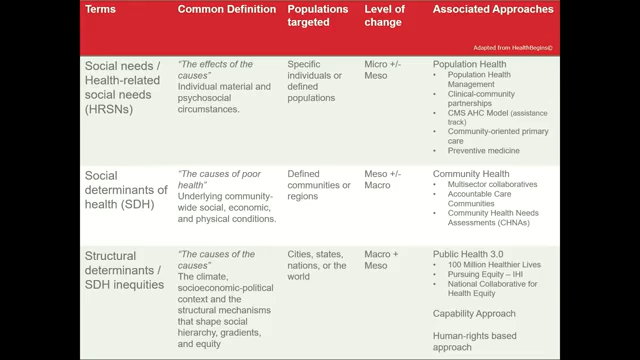 Terms
Common Definition
Populations
targeted
Level of
change
Associated Approaches
Adapted from HealthBegins©
Social needs /
Health-related
social needs
(HRSNs)
“The effects of the
causes”
Individual material and
psychosocial
circumstances.
Specific
individuals or
defined
populations
Micro +/-
Meso
Population Health
• Population Health
Management
• Clinical-community
partnerships
• CMS AHC Model (assistance
track)
• Community-oriented primary
care
• Preventive medicine
Social
determinants of
health (SDH)
“The causes of poor
health”
Underlying community-
wide social, economic,
and physical conditions.
Defined
communities or
regions
Meso +/-
Macro
Community Health
• Multisector collaboratives
• Accountable Care
Communities
• Community Health Needs
Assessments (CHNAs)
Structural
determinants /
SDH inequities
“The causes of the
causes”
The climate,
socioeconomic-political
context and the
structural mechanisms
that shape social
hierarchy, gradients,
and equity
Cities, states,
nations, or the
world
Macro +
Meso
Public Health 3.0
• 100 Million Healthier Lives
• Pursuing Equity – IHI
• National Collaborative for
Health Equity
Capability Approach
Human-rights based
approach